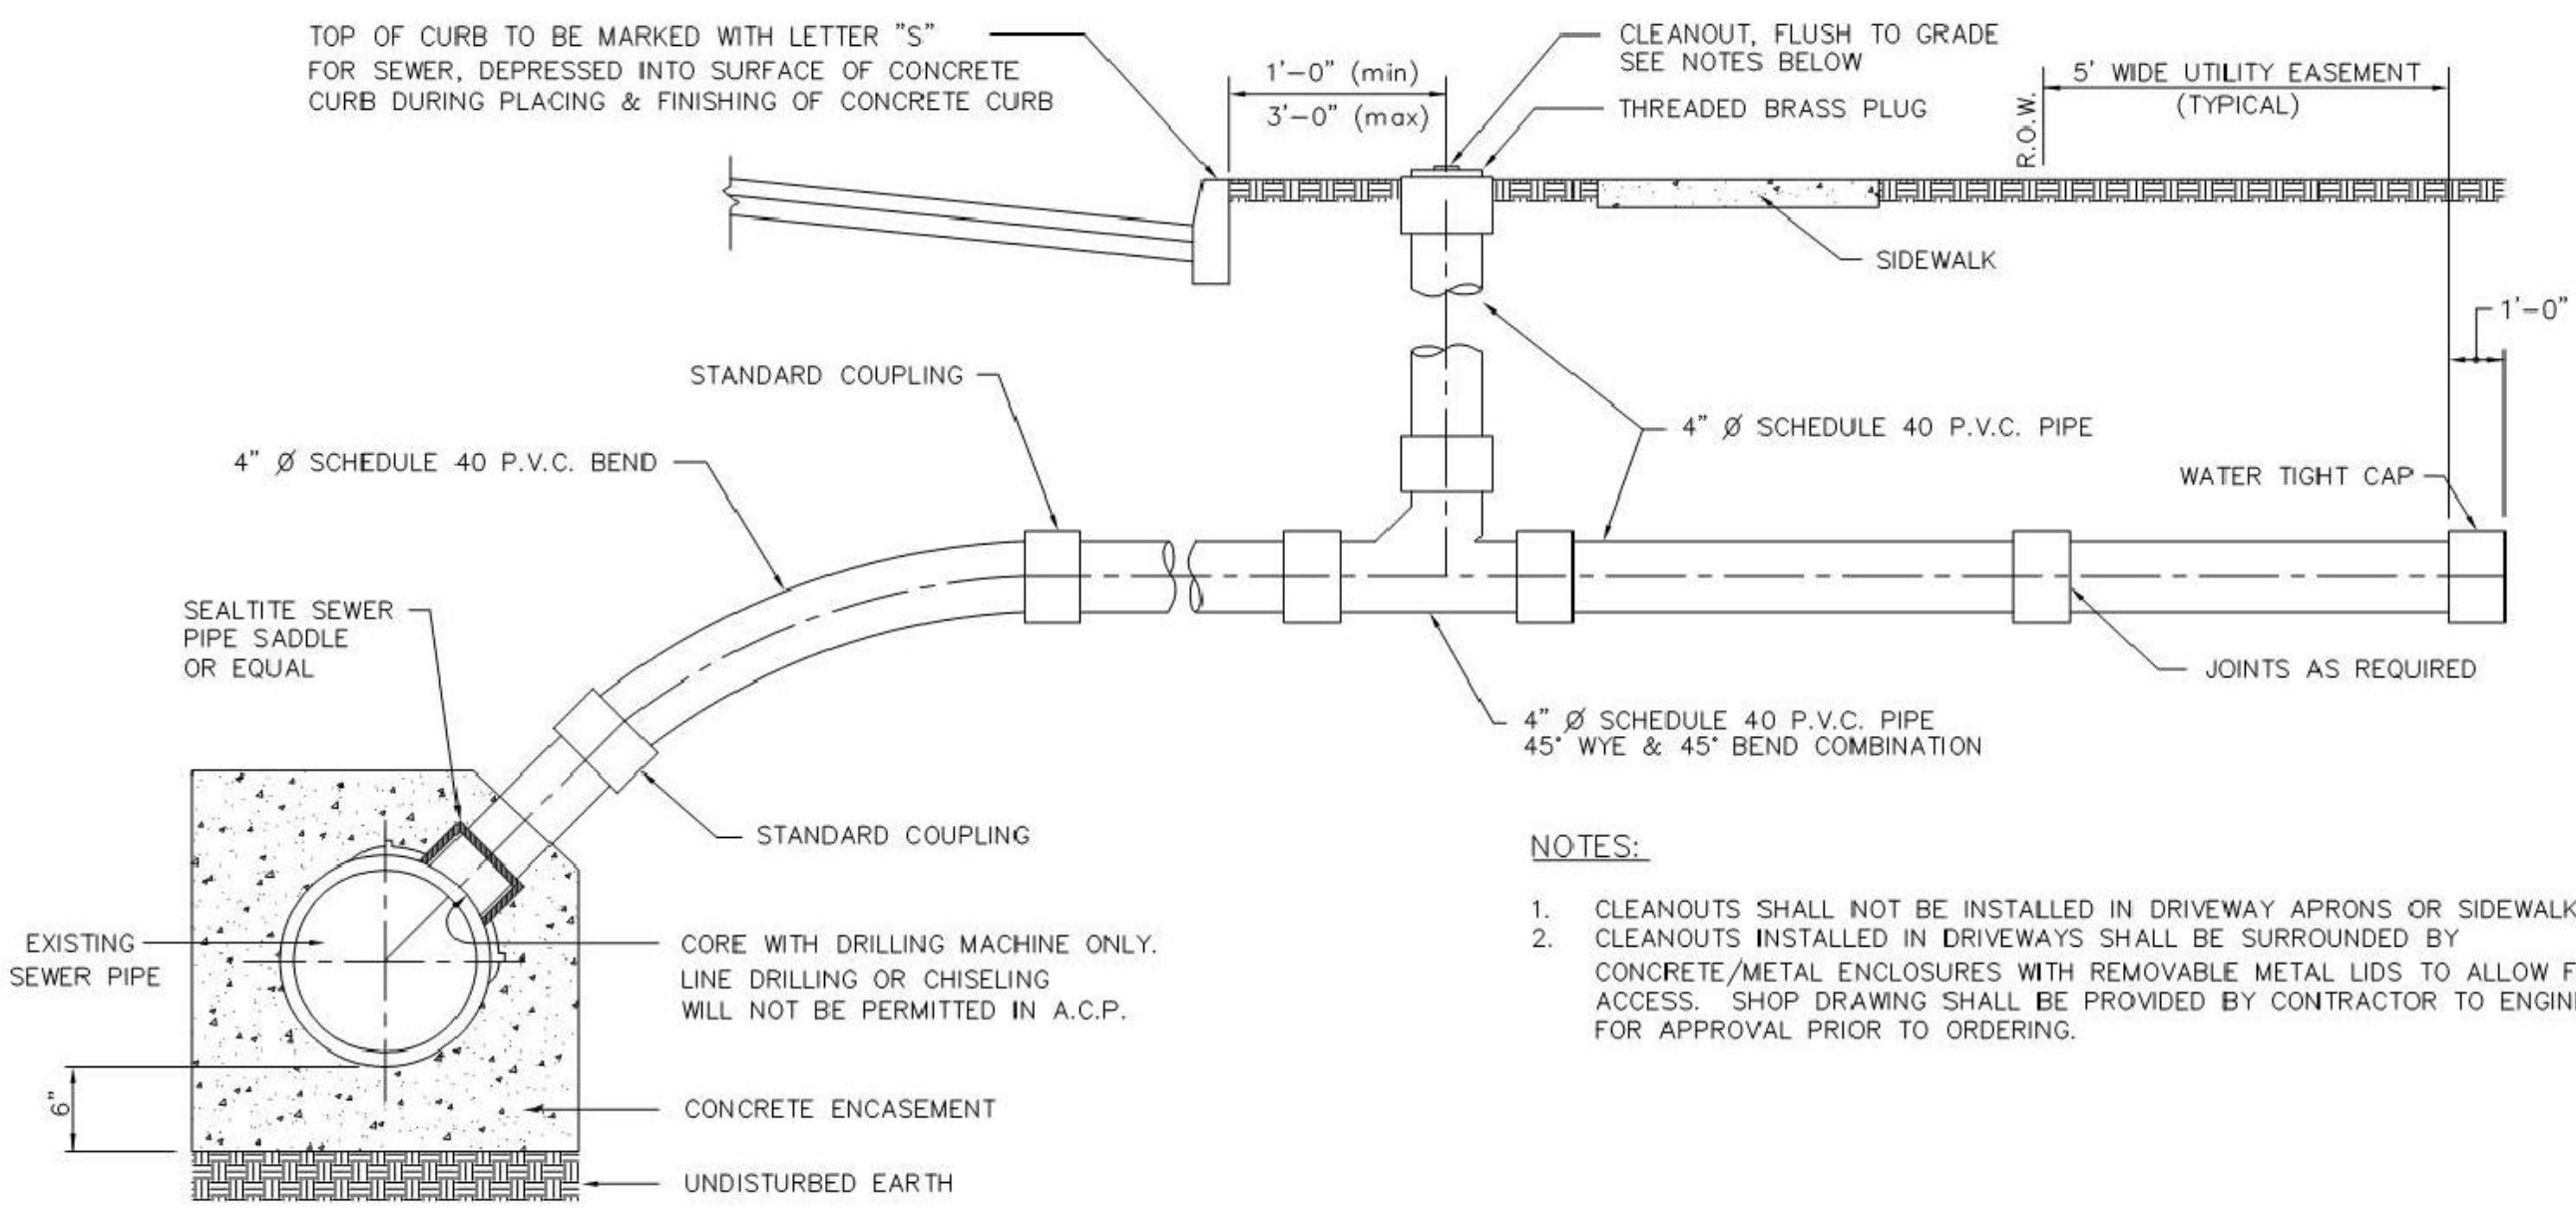 TOP OF CURB TO BE MARKED WITH LETTER "S"
FOR SEWER, DEPRESSED INTO SURFACE OF CONCRETE
CURB DURING PLACING & FINISHING OF CONCRETE CURB
1'-0" (min)
3'-0" (max)
CLEANOUT, FLUSH TO GRADE
SEE NOTES BELOW
THREADED BRASS PLUG
R.O.W.
5' WIDE UTILITY EASEMENT
(TYPICAL)
SIDEWALK
1'-0"
STANDARD COUPLING
4" Ø SCHEDULE 40 P.V.C. PIPE
4" Ø SCHEDULE 40 P.V.C. BEND
WATER TIGHT CAP
SEALTITE SEWER
PIPE SADDLE
OR EQUAL
JOINTS AS REQUIRED
4" Ø SCHEDULE 40 P.V.C. PIPE
45° WYE & 45° BEND COMBINATION
STANDARD COUPLING
EXISTING
SEWER PIPE
CORE WITH DRILLING MACHINE ONLY.
LINE DRILLING OR CHISELING
WILL NOT BE PERMITTED IN A.C.P.
6"
CONCRETE ENCASEMENT
UNDISTURBED EARTH
NOTES:
1. CLEANOUTS SHALL NOT BE INSTALLED IN DRIVEWAY APRONS OR SIDEWALK
2. CLEANOUTS INSTALLED IN DRIVEWAYS SHALL BE SURROUNDED BY
CONCRETE/METAL ENCLOSURES WITH REMOVABLE METAL LIDS TO ALLOW
ACCESS. SHOP DRAWING SHALL BE PROVIDED BY CONTRACTOR TO
FOR APPROVAL PRIOR TO ORDERING.